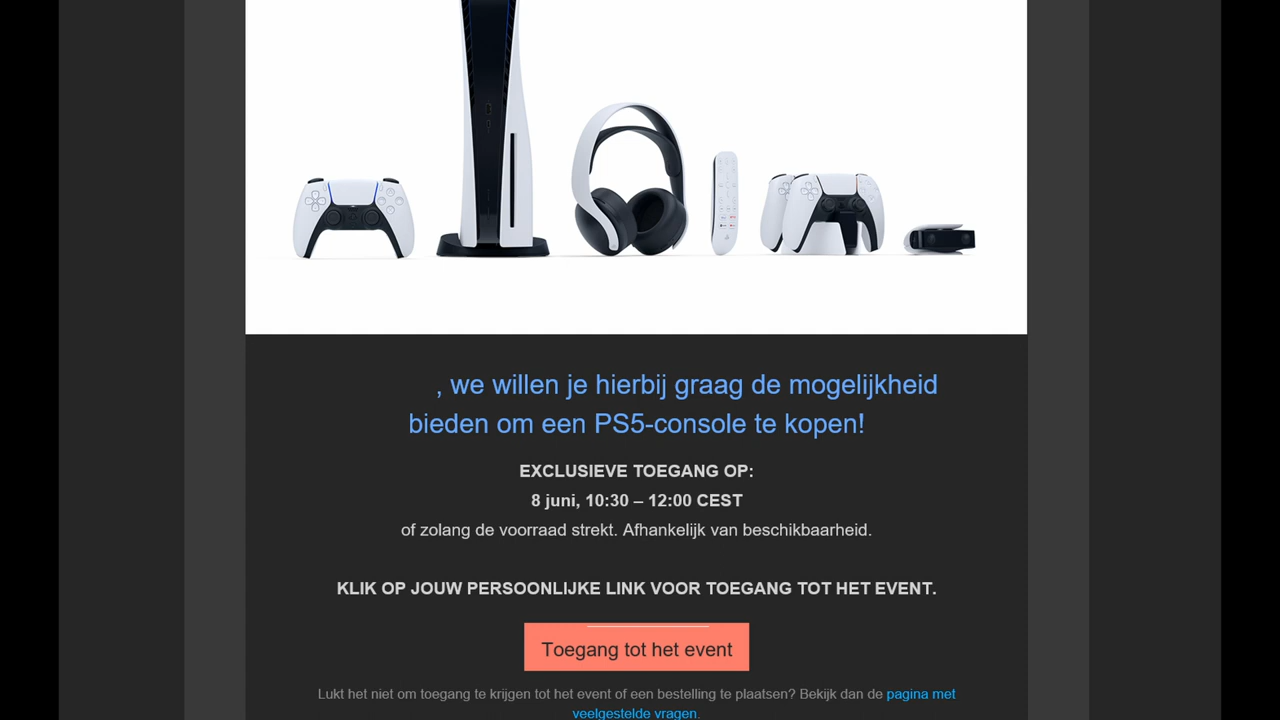 , we willen je hierbij graag de mogelijkheid
bieden om een PS5-console te kopen!
EXCLUSIEVE TOEGANG OP:
8 juni, 10:30 – 12:00 CEST
of zolang de voorraad strekt. Afhankelijk van beschikbaarheid.
KLIK OP JOUW PERSOONLIJKE LINK VOOR TOEGANG TOT HET EVENT.
Toegang tot het event
Lukt het niet om toegang te krijgen tot het event of een bestelling te plaatsen? Bekijk dan de pagina met
veelgestelde vragen.